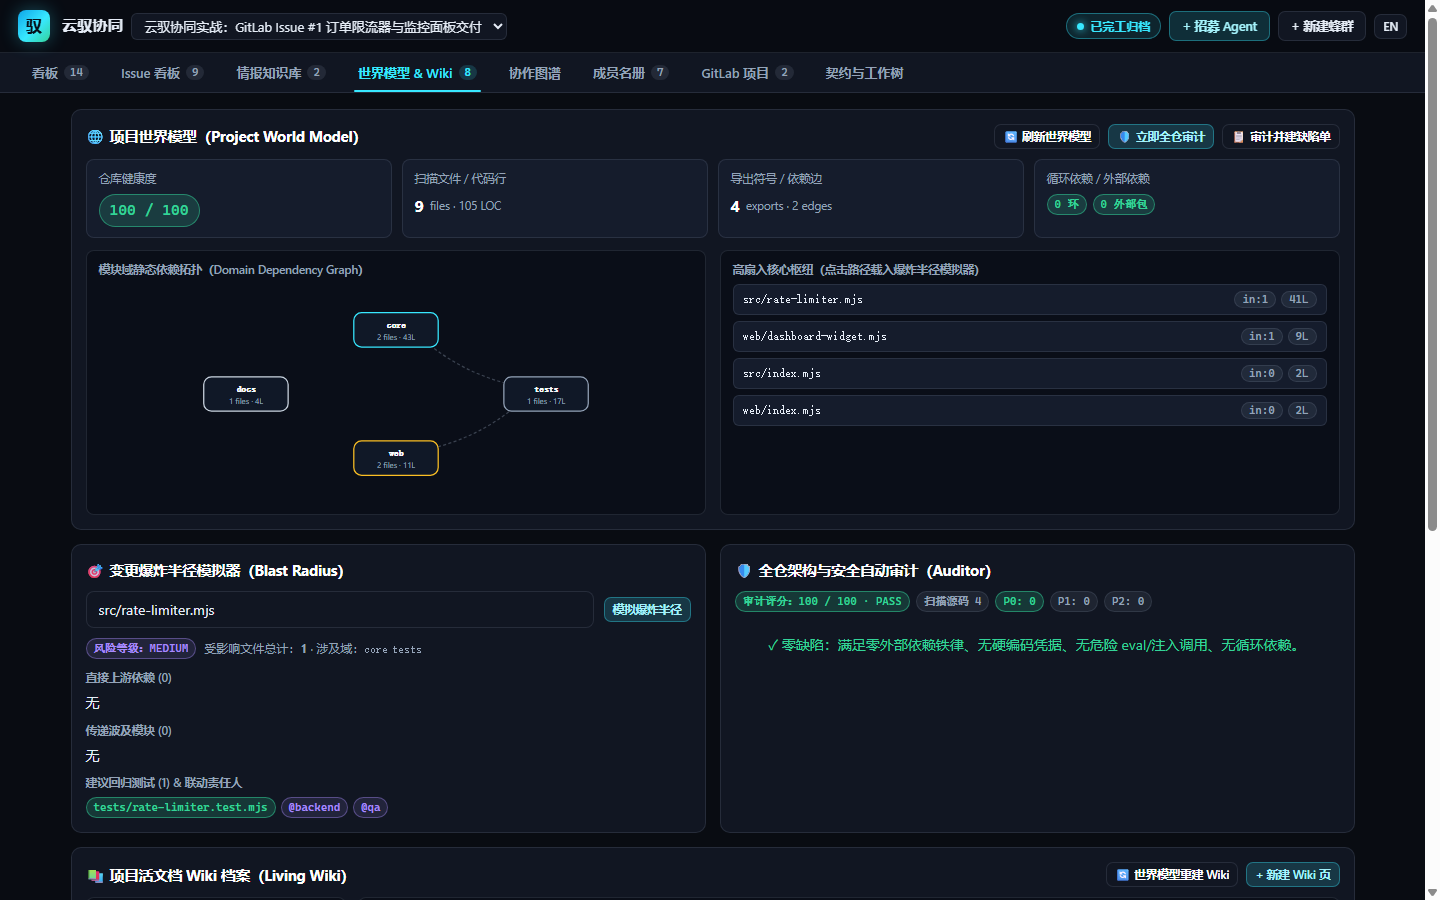 驭 云驭协同 云驭协同实战：GitLab Issue #1 订单限流器与监控面板交付 已完工归档 + 招募 Agent + 新建蜂群 EN
看板 14 Issue 看板 9 情报知识库 2 世界模型 & Wiki 8 协作图谱 成员名册 7 GitLab 项目 2 契约与工作树
项目世界模型（Project World Model） 刷新世界模型 立即全仓审计 审计并建缺陷单
仓库健康度
100 / 100
扫描文件 / 代码行
9 files · 105 LOC
导出符号 / 依赖边
4 exports · 2 edges
循环依赖 / 外部依赖
0 环 0 外部包
模块域静态依赖拓扑（Domain Dependency Graph）
core
2 files · 43L
docs
1 files · 4L
tests
1 files · 17L
web
2 files · 11L
高扇入核心枢纽（点击路径载入爆炸半径模拟器）
src/rate-limiter.mjs in:1 41L
web/dashboard-widget.mjs in:1 9L
src/index.mjs in:0 2L
web/index.mjs in:0 2L
变更爆炸半径模拟器（Blast Radius）
src/rate-limiter.mjs 模拟爆炸半径
风险等级：MEDIUM 受影响文件总计：1 · 涉及域：core tests
直接上游依赖 (0)
无
传递波及模块 (0)
无
建议回归测试 (1) & 联动责任人
tests/rate-limiter.test.mjs @backend @qa
全仓架构与安全自动审计（Auditor）
审计评分：100 / 100 · PASS 扫描源码 4 P0: 0 P1: 0 P2: 0
✓ 零缺陷：满足零外部依赖铁律、无硬编码凭据、无危险 eval/注入调用、无循环依赖。
项目活文档 Wiki 档案（Living Wiki） 世界模型重建 Wiki + 新建 Wiki 页